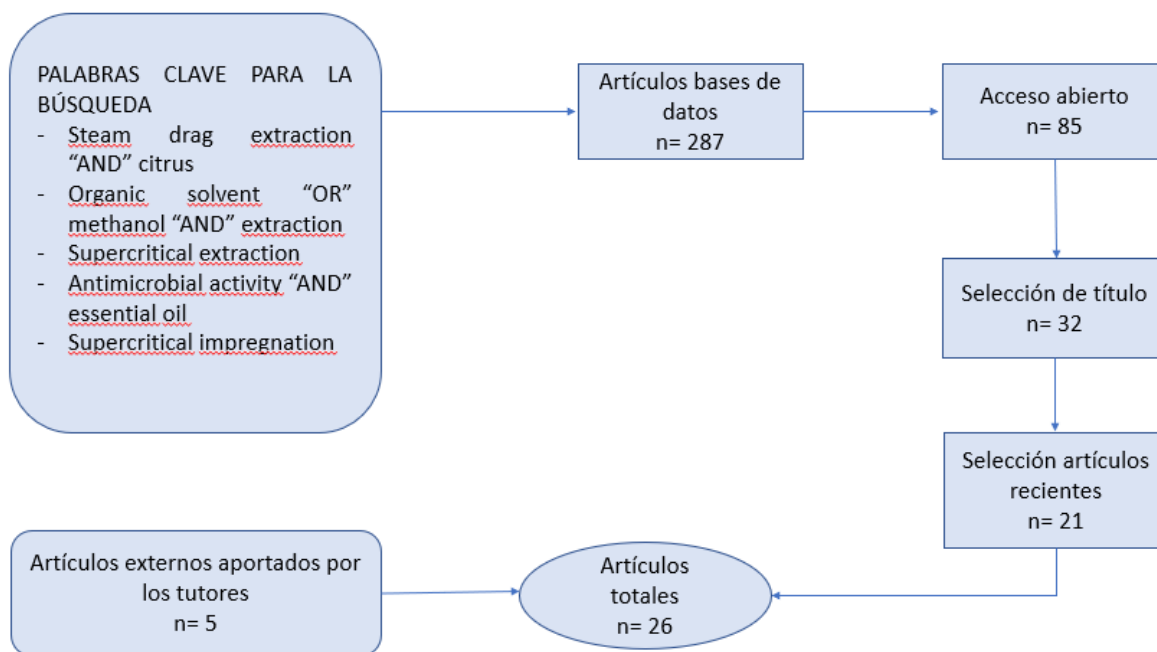 PALABRAS CLAVE PARA LA
BÚSQUEDA
- Steam drag extraction
“AND” citrus
- Organic solvent “OR”
methanol “AND” extraction
- Supercritical extraction
- Antimicrobial activity “AND”
essential oil
- Supercritical impregnation
Artículos bases de
datos
n= 287
Acceso abierto
n= 85
Selección de título
n= 32
Selección artículos
recientes
n= 21
Artículos externos aportados por
los tutores
n= 5
Artículos
totales
n= 26